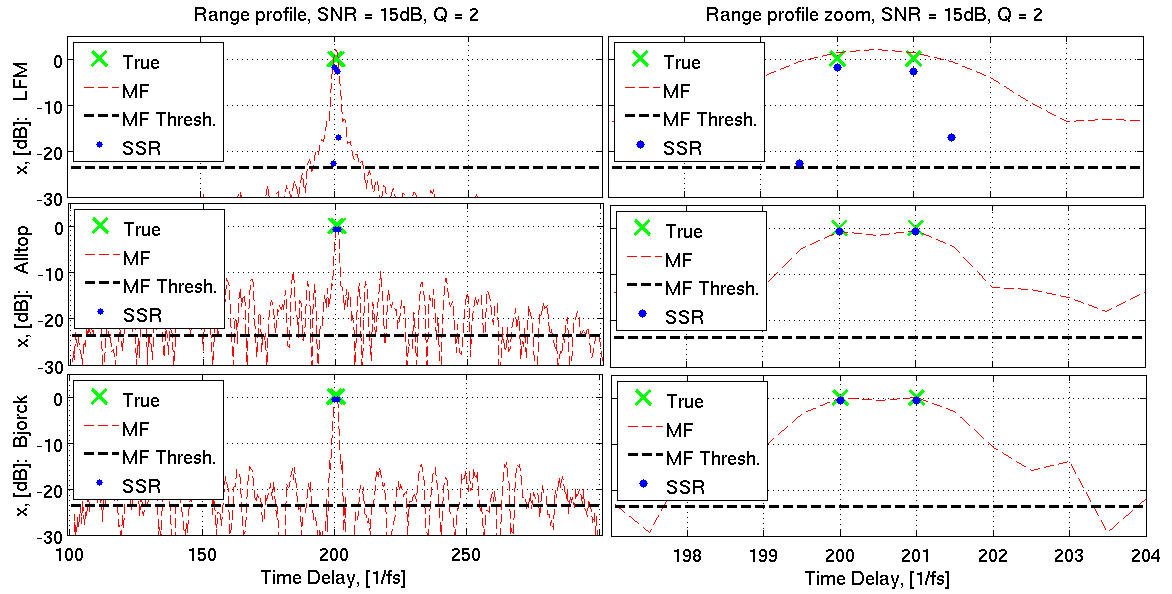 Range profile, SNR = 15dB, Q = 2
Range profile zoom, SNR = 15dB, Q = 2
x, [dB]: LFM
0
-10
-20
-30
True
MF
MF Thresh.
SSR
0
-10
-20
-30
True
MF
MF Thresh.
SSR
x, [dB]: Alltop
0
-10
-20
-30
True
MF
MF Thresh.
SSR
0
-10
-20
-30
True
MF
MF Thresh.
SSR
x, [dB]: Bjorck
0
-10
-20
-30
True
MF
MF Thresh.
SSR
100 150 200 250
Time Delay, [1/fs]
0
-10
-20
-30
True
MF
MF Thresh.
SSR
198 199 200 201 202 203 204
Time Delay, [1/fs]